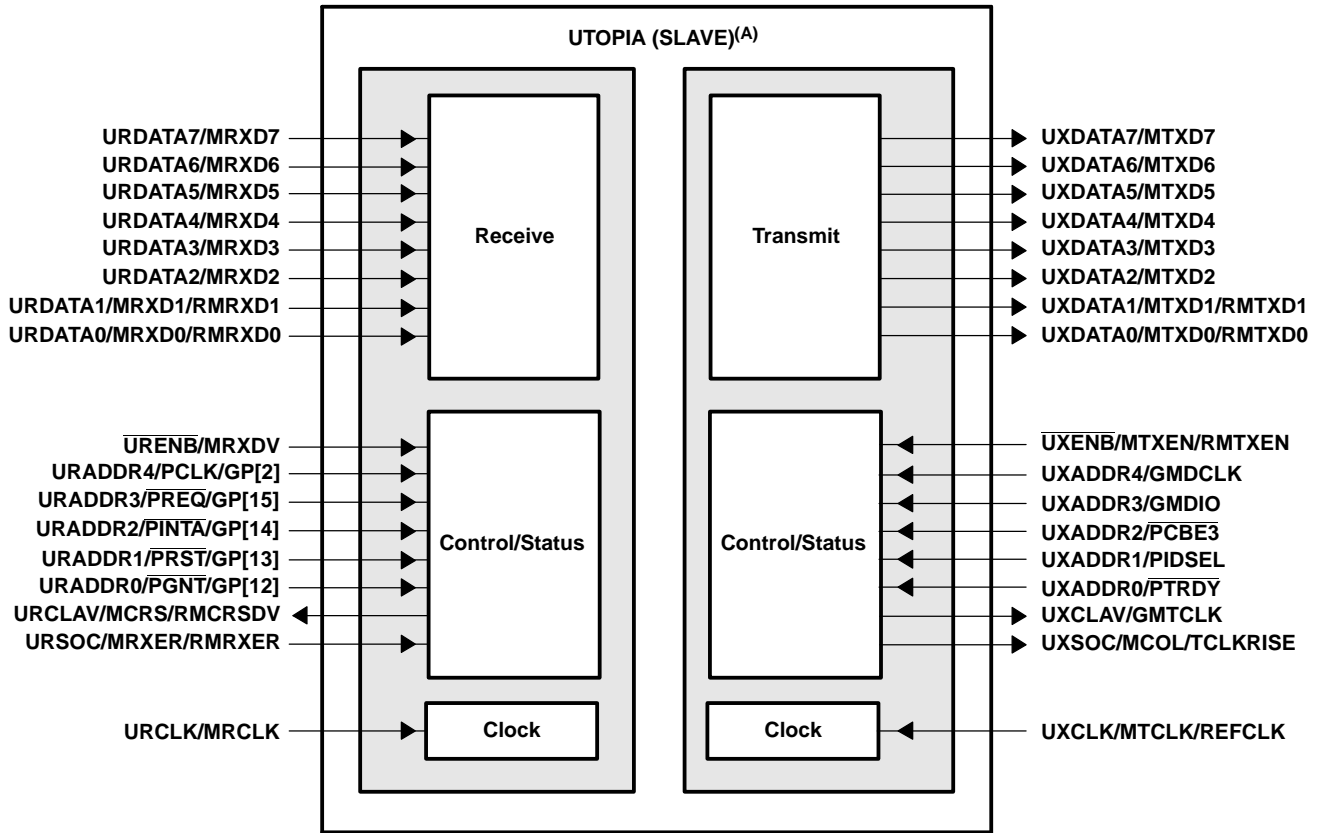 UTOPIA (SLAVE)(A)
URDATA7/MRXD7
URDATA6/MRXD6
URDATA5/MRXD5
URDATA4/MRXD4
URDATA3/MRXD3
URDATA2/MRXD2
URDATA1/MRXD1/RMRXD1
URDATA0/MRXD0/RMRXD0
Receive
Transmit
UXDATA7/MTXD7
UXDATA6/MTXD6
UXDATA5/MTXD5
UXDATA4/MTXD4
UXDATA3/MTXD3
UXDATA2/MTXD2
UXDATA1/MTXD1/RMTXD1
UXDATA0/MTXD0/RMTXD0
URENB/MRXDV
URADDR4/PCLK/GP[2]
URADDR3/PREQ/GP[15]
URADDR2/PINTA/GP[14]
URADDR1/PRST/GP[13]
URADDR0/PGNT/GP[12]
URCLAV/MCRS/RMCRSDV
URSOC/MRXER/RMRXER
Control/Status
Control/Status
UXENB/MTXEN/RMTXEN
UXADDR4/GMDCLK
UXADDR3/GMDIO
UXADDR2/PCBE3
UXADDR1/PIDSEL
UXADDR0/PTRDY
UXCLAV/GMTCLK
UXSOC/MCOL/TCLKRISE
URCLK/MRCLK
Clock
Clock
UXCLK/MTCLK/REFCLK